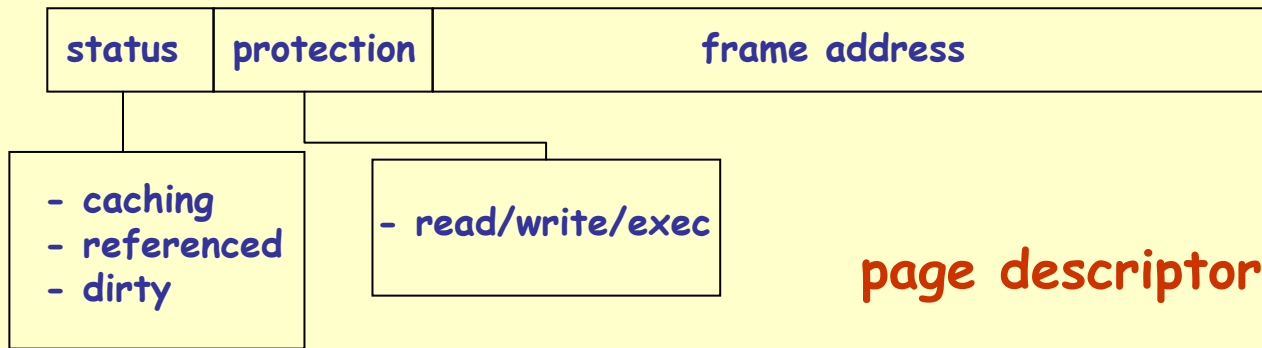 status protection frame address
- caching
- referenced
- dirty
- read/write/exec
page descriptor